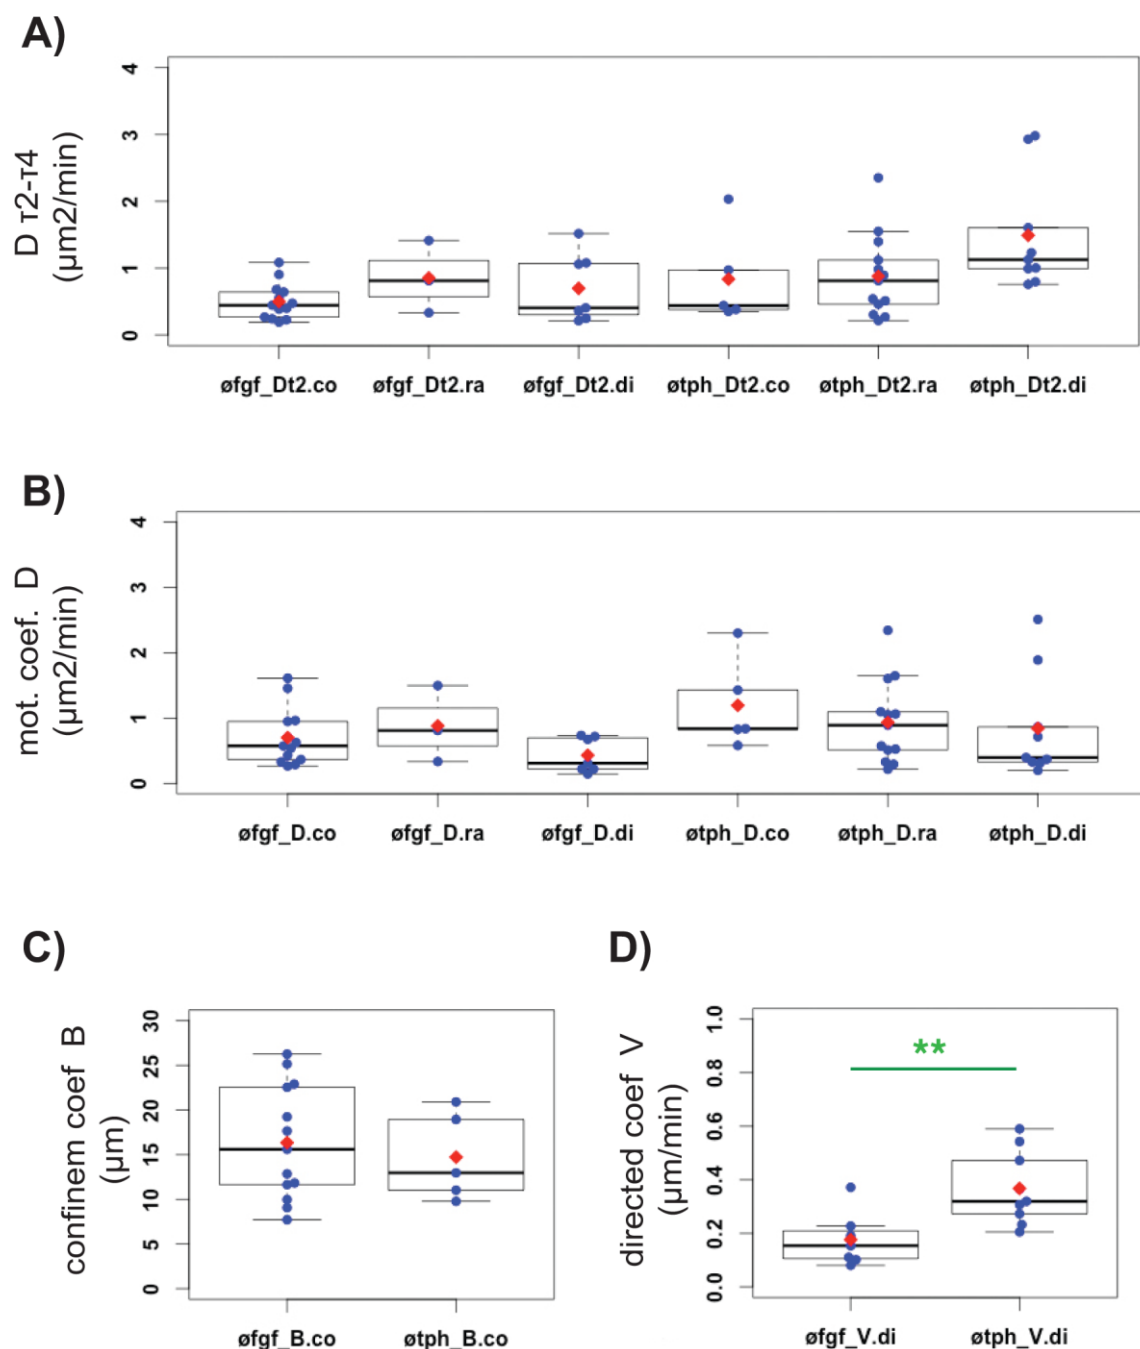 A)
D τ2-τ4
(μm2/min)
4
3
2
1
0
øfgf_Dt2.co øfgf_Dt2.ra øfgf_Dt2.di øtph_Dt2.co øtph_Dt2.ra øtph_Dt2.di
B)
mot. coef. D
(μm2/min)
4
3
2
1
0
øfgf_D.co øfgf_D.ra øfgf_D.di øtph_D.co øtph_D.ra øtph_D.di
C)
confinem coef B
(μm)
30
25
20
15
10
5
0
øfgf_B.co øtph_B.co
D)
directed coef V
(μm/min)
1.0
0.8
0.6
0.4
0.2
0.0
**
øfgf_V.di øtph_V.di